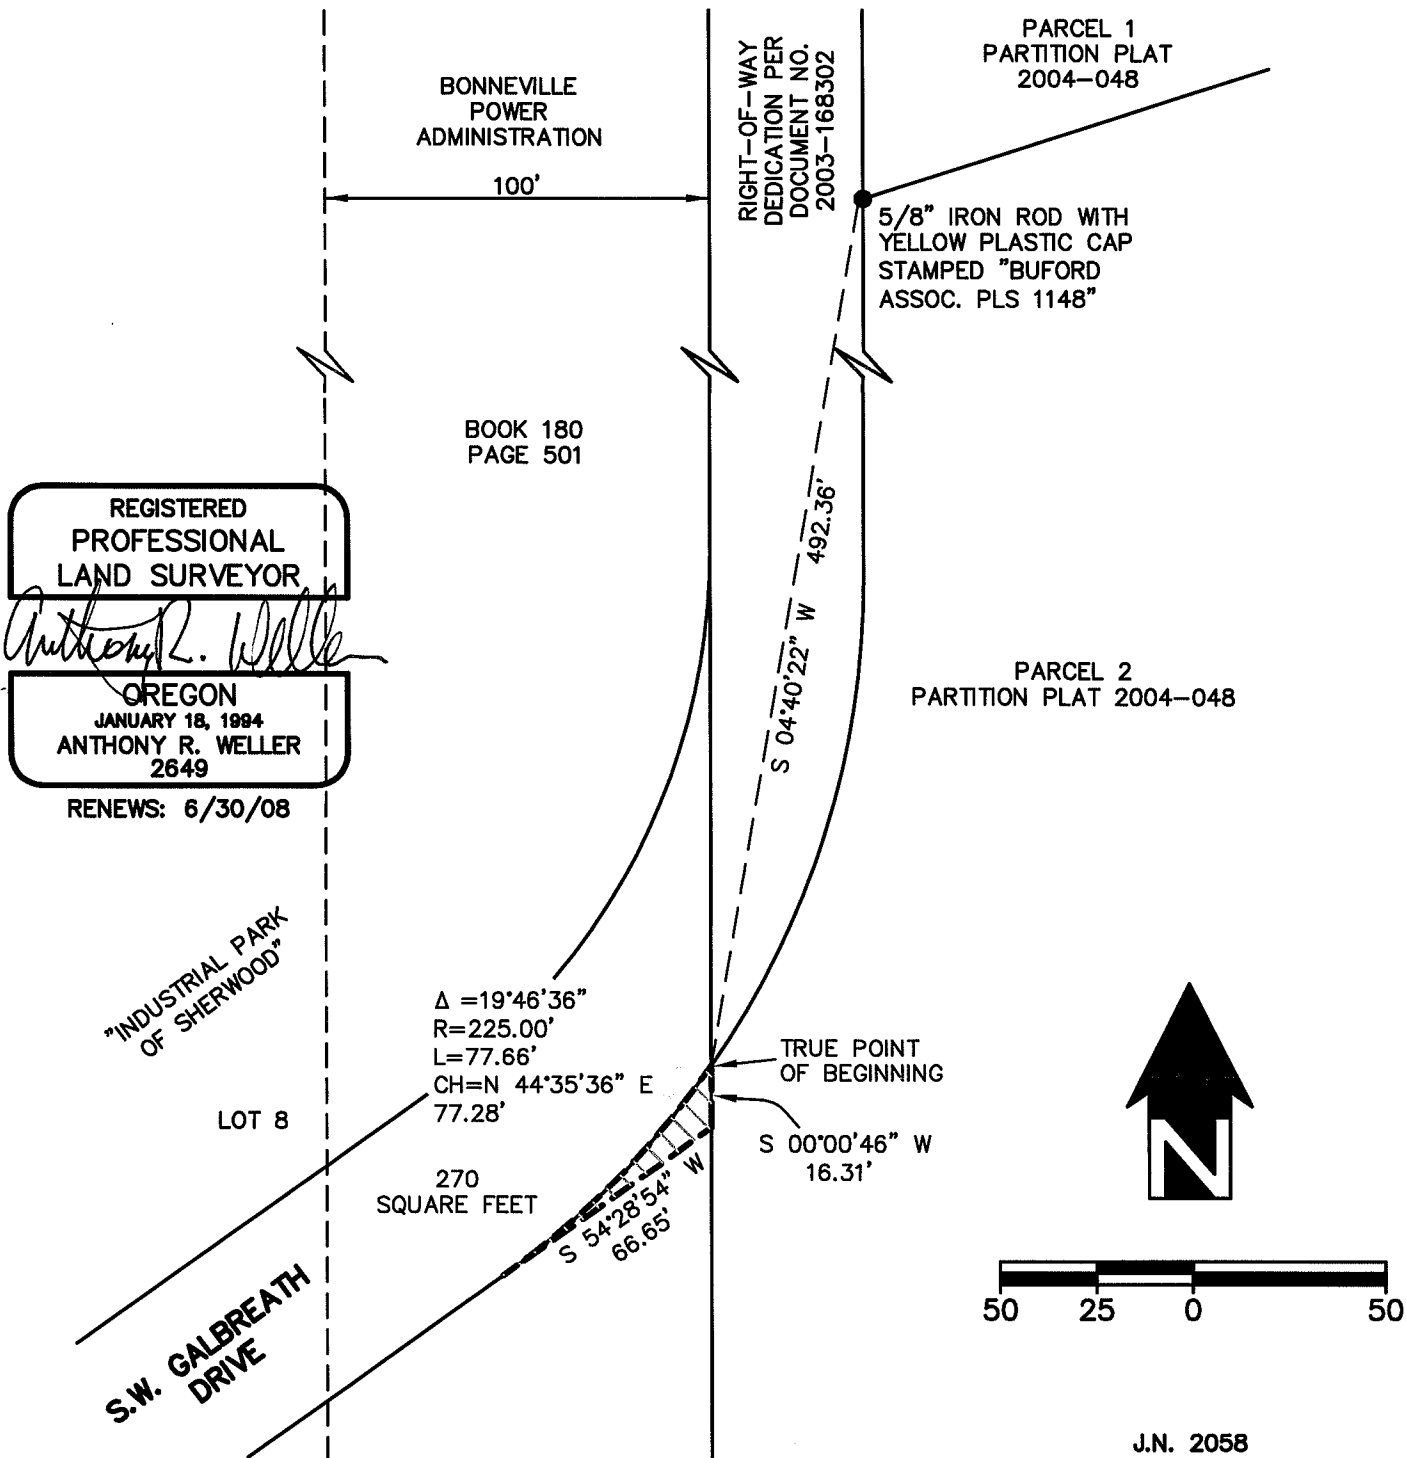 PARCEL 1
PARTITION PLAT
2004-048
BONNEVILLE
POWER
ADMINISTRATION
100'
RIGHT-OF-WAY
DEDICATION PER
DOCUMENT NO.
2003-168302
5/8" IRON ROD WITH
YELLOW PLASTIC CAP
STAMPED "BUFORD
ASSOC. PLS 1148"
BOOK 180
PAGE 501
S 04°40'22" W 492.36'
REGISTERED
PROFESSIONAL
LAND SURVEYOR
Anthony R. Weller
OREGON
JANUARY 18, 1994
ANTHONY R. WELLER
2649
RENEWS: 6/30/08
PARCEL 2
PARTITION PLAT 2004-048
"INDUSTRIAL PARK
OF SHERWOOD"
Δ =19°46'36"
R=225.00'
L=77.66'
CH=N 44°35'36" E
77.28'
TRUE POINT
OF BEGINNING
LOT 8
S 00°00'46" W
16.31'
270
SQUARE FEET
S 54°28'54" W
66.65'
N
S.W. GALBREATH
DRIVE
50 25 0 50
J.N. 2058